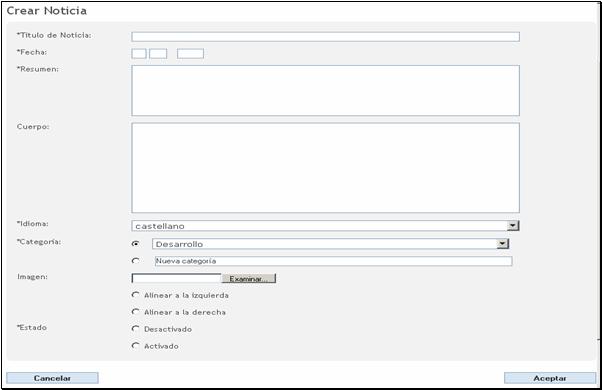 Crear Noticia
*Título de Noticia:
*Fecha:
*Resumen:
Cuerpo:
*Idioma:
castellano
*Categoría:
Desarrollo
Nueva categoría
Imagen:
Examinar...
Alinear a la izquierda
Alinear a la derecha
*Estado
Desactivado
Activado
Cancelar
Aceptar